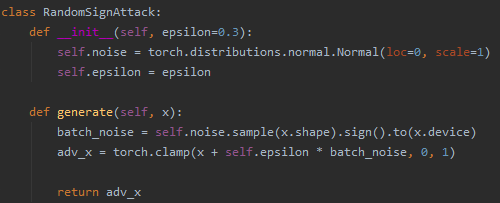 class RandomSignAttack:
    def __init__(self, epsilon=0.3):
        self.noise = torch.distributions.normal.Normal(loc=0, scale=1)
        self.epsilon = epsilon

    def generate(self, x):
        batch_noise = self.noise.sample(x.shape).sign().to(x.device)
        adv_x = torch.clamp(x + self.epsilon * batch_noise, 0, 1)

        return adv_x